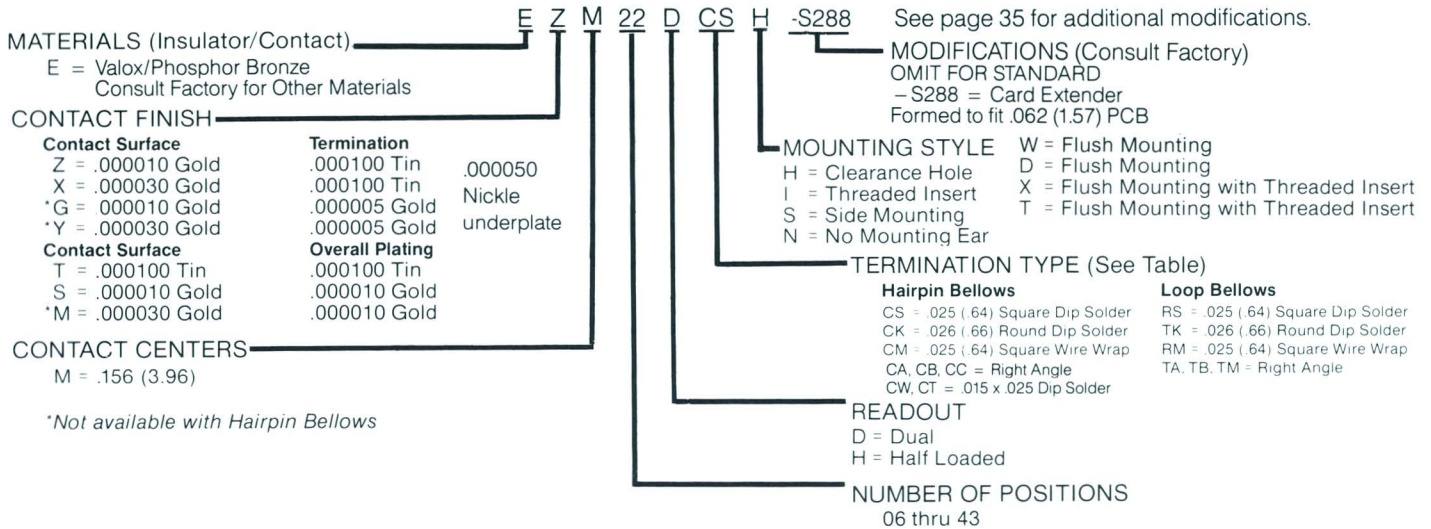 E Z M 22 D CS H -S288
See page 35 for additional modifications.
MATERIALS (Insulator/Contact)
E = Valox/Phosphor Bronze
Consult Factory for Other Materials
CONTACT FINISH
Contact Surface Termination
Z = .000010 Gold .000100 Tin
X = .000030 Gold .000100 Tin
*G = .000010 Gold .000005 Gold
*Y = .000030 Gold .000005 Gold
.000050
Nickle
underplate
Contact Surface Overall Plating
T = .000100 Tin .000100 Tin
S = .000010 Gold .000010 Gold
*M = .000030 Gold .000010 Gold
CONTACT CENTERS
M = .156 (3.96)
*Not available with Hairpin Bellows
MODIFICATIONS (Consult Factory)
OMIT FOR STANDARD
-S288 = Card Extender
Formed to fit .062 (1.57) PCB
MOUNTING STYLE
H = Clearance Hole
I = Threaded Insert
S = Side Mounting
N = No Mounting Ear
W = Flush Mounting
D = Flush Mounting
X = Flush Mounting with Threaded Insert
T = Flush Mounting with Threaded Insert
TERMINATION TYPE (See Table)
Hairpin Bellows
CS = .025 (.64) Square Dip Solder
CK = .026 (.66) Round Dip Solder
CM = .025 (.64) Square Wire Wrap
CA, CB, CC = Right Angle
CW, CT = .015 x .025 Dip Solder
Loop Bellows
RS = .025 (.64) Square Dip Solder
TK = .026 (.66) Round Dip Solder
RM = .025 (.64) Square Wire Wrap
TA, TB, TM = Right Angle
READOUT
D = Dual
H = Half Loaded
NUMBER OF POSITIONS
06 thru 43